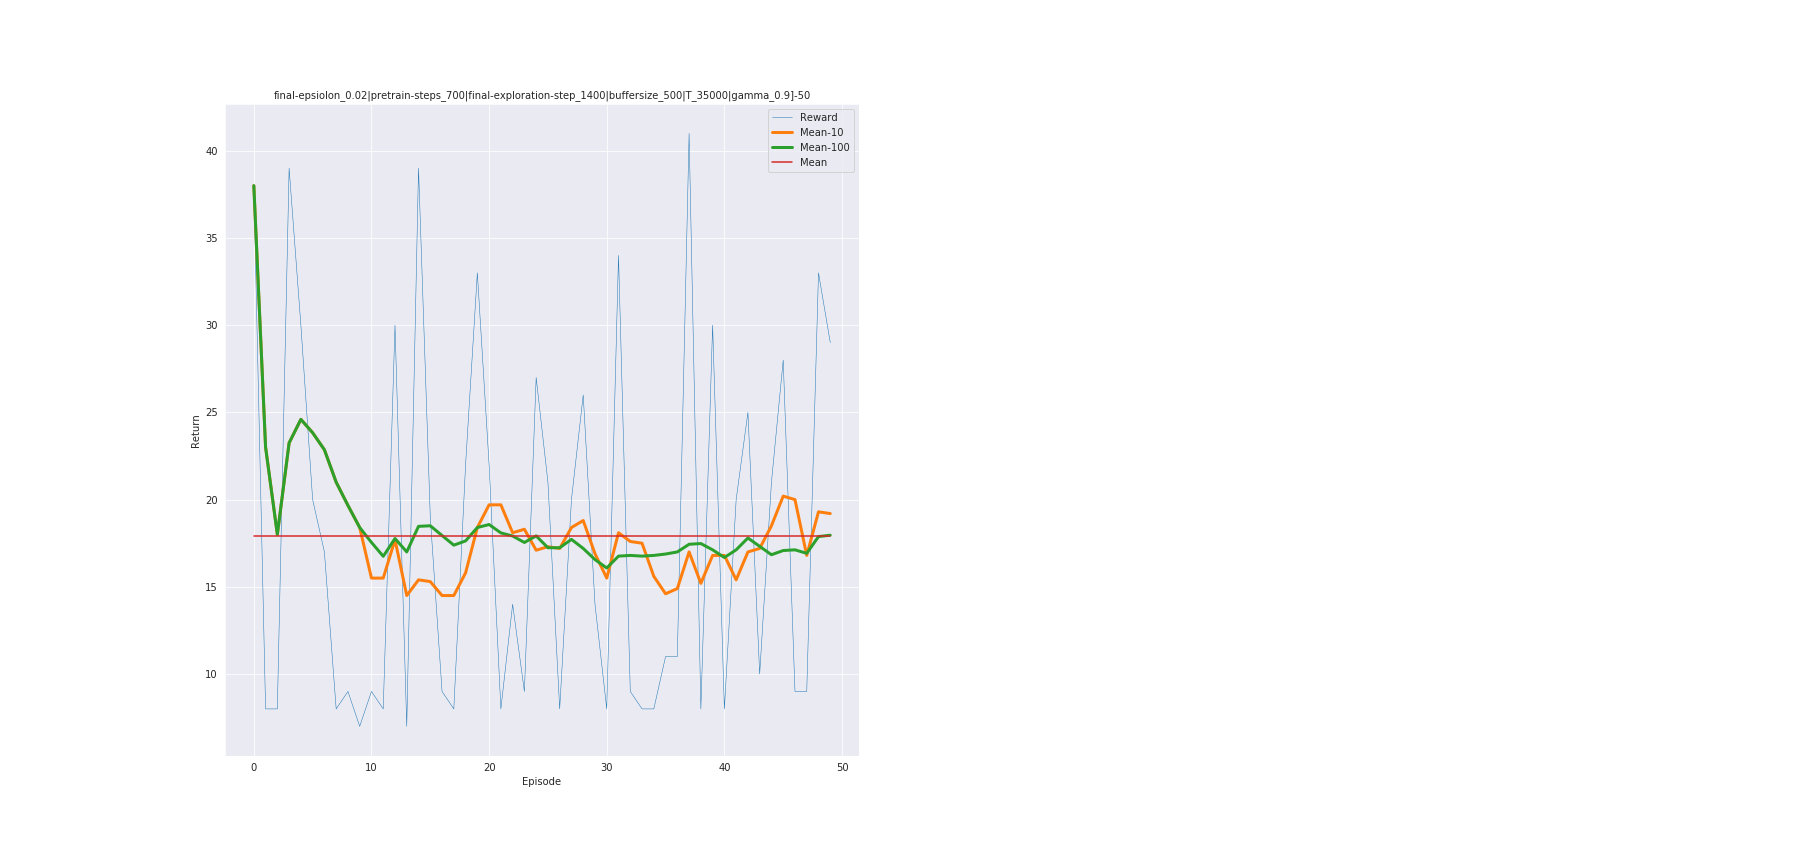 final-epsiolon_0.02|pretrain-steps_700|final-exploration-step_1400|buffersize_500|T_35000|gamma_0.9]-50
Reward
Mean-10
Mean-100
Mean
40
35
30
25
20
15
10
Return
0 10 20 30 40 50
Episode